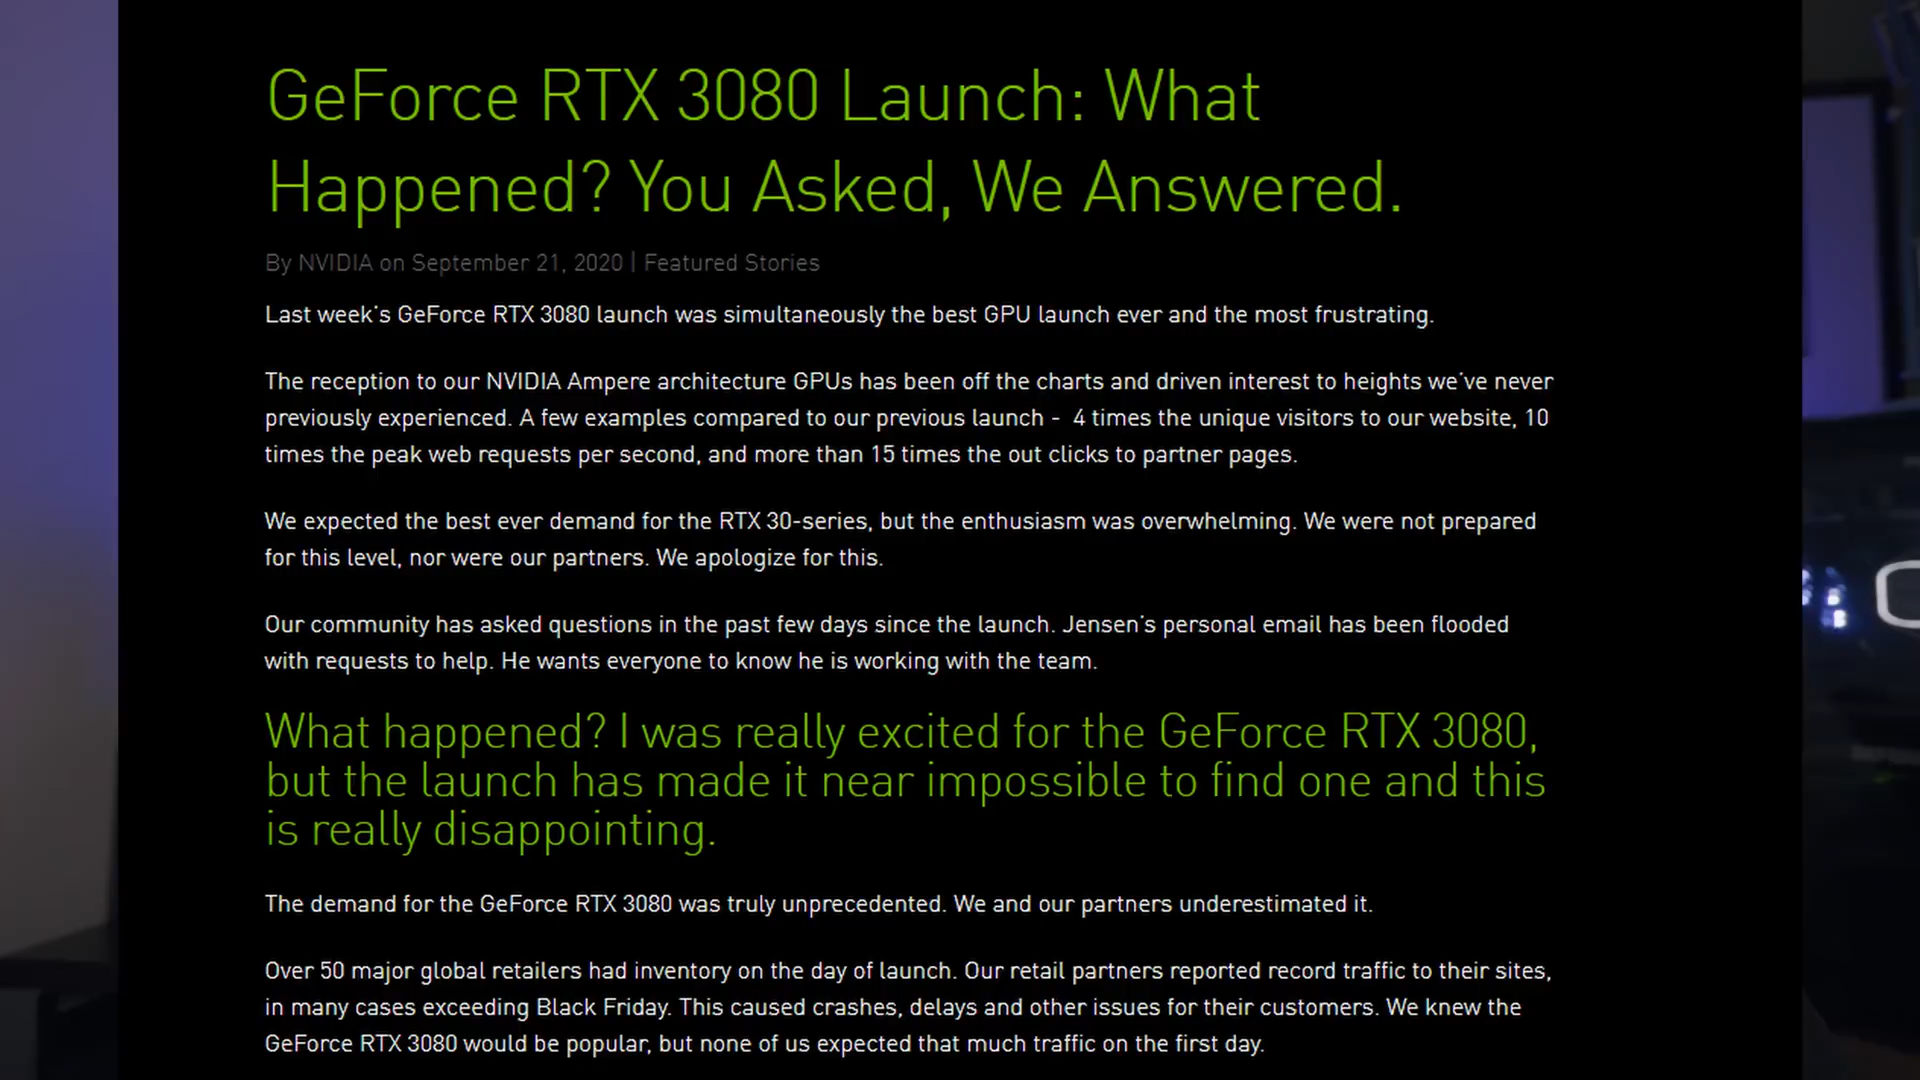 GeForce RTX 3080 Launch: What
Happened? You Asked, We Answered.
By NVIDIA on September 21, 2020 | Featured Stories
Last week's GeForce RTX 3080 launch was simultaneously the best GPU launch ever and the most frustrating.
The reception to our NVIDIA Ampere architecture GPUs has been off the charts and driven interest to heights we've never
previously experienced. A few examples compared to our previous launch - 4 times the unique visitors to our website, 10
times the peak web requests per second, and more than 15 times the out clicks to partner pages.
We expected the best ever demand for the RTX 30-series, but the enthusiasm was overwhelming. We were not prepared
for this level, nor were our partners. We apologize for this.
Our community has asked questions in the past few days since the launch. Jensen's personal email has been flooded
with requests to help. He wants everyone to know he is working with the team.
What happened? I was really excited for the GeForce RTX 3080,
but the launch has made it near impossible to find one and this
is really disappointing.
The demand for the GeForce RTX 3080 was truly unprecedented. We and our partners underestimated it.
Over 50 major global retailers had inventory on the day of launch. Our retail partners reported record traffic to their sites,
in many cases exceeding Black Friday. This caused crashes, delays and other issues for their customers. We knew the
GeForce RTX 3080 would be popular, but none of us expected that much traffic on the first day.